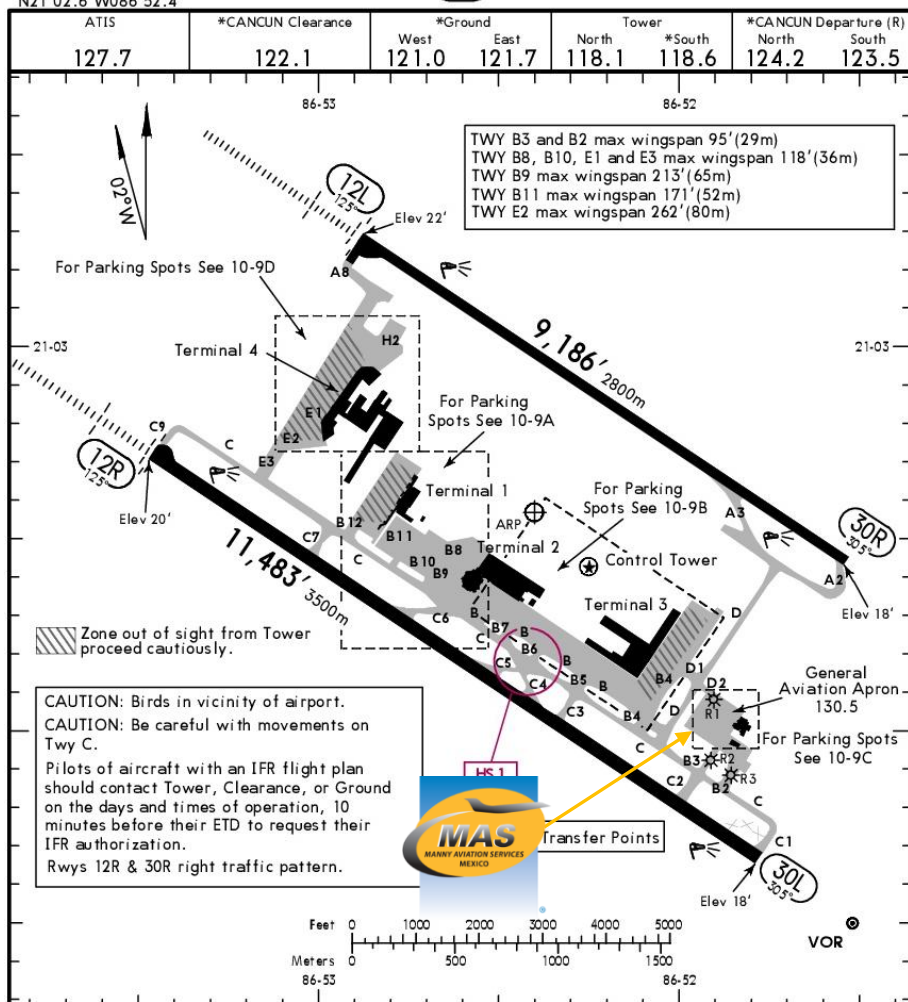 N21 02.6 W086 52.4
ATIS
127.7
*CANCUN Clearance
122.1
*Ground
West East
121.0 121.7
Tower
North *South
118.1 118.6
*CANCUN Departure (R)
North South
124.2 123.5
86-53 86-52
TWY B3 and B2 max wingspan 95'(29m)
TWY B8, B10, E1 and E3 max wingspan 118'(36m)
TWY B9 max wingspan 213'(65m)
TWY B11 max wingspan 171'(52m)
TWY E2 max wingspan 262'(80m)
02°W
12L
125°
Elev 22'
A8
For Parking Spots See 10-9D
H2
Terminal 4
E1
E2
E3
9,186' 2800m
21-03 21-03
C9
C
12R
125°
Elev 20'
For Parking
Spots See 10-9A
Terminal 1
B12
B11
B10
B9
B8
Terminal 2
C7
C
11,483' 3500m
ARP
For Parking
Spots See 10-9B
Control Tower
Terminal 3
A3
30R
305°
A2
Elev 18'
C6
C
B
B7
B
B6
B
B5
B
B4
B4
C5
C4
C3
C
D
D1
D
D2
R1
General
Aviation Apron
130.5
For Parking Spots
See 10-9C
B3
R2
B2
R3
C2
C
C1
30L
305°
Elev 18'
VOR
Zone out of sight from Tower
proceed cautiously.
CAUTION: Birds in vicinity of airport.
CAUTION: Be careful with movements on
Twy C.
Pilots of aircraft with an IFR flight plan
should contact Tower, Clearance, or Ground
on the days and times of operation, 10
minutes before their ETD to request their
IFR authorization.
Rwys 12R & 30R right traffic pattern.
HS 1
MAS
MANNY AVIATION SERVICES
MEXICO
Transfer Points
Feet 0 1000 2000 3000 4000 5000
Meters 0 500 1000 1500
86-53 86-52